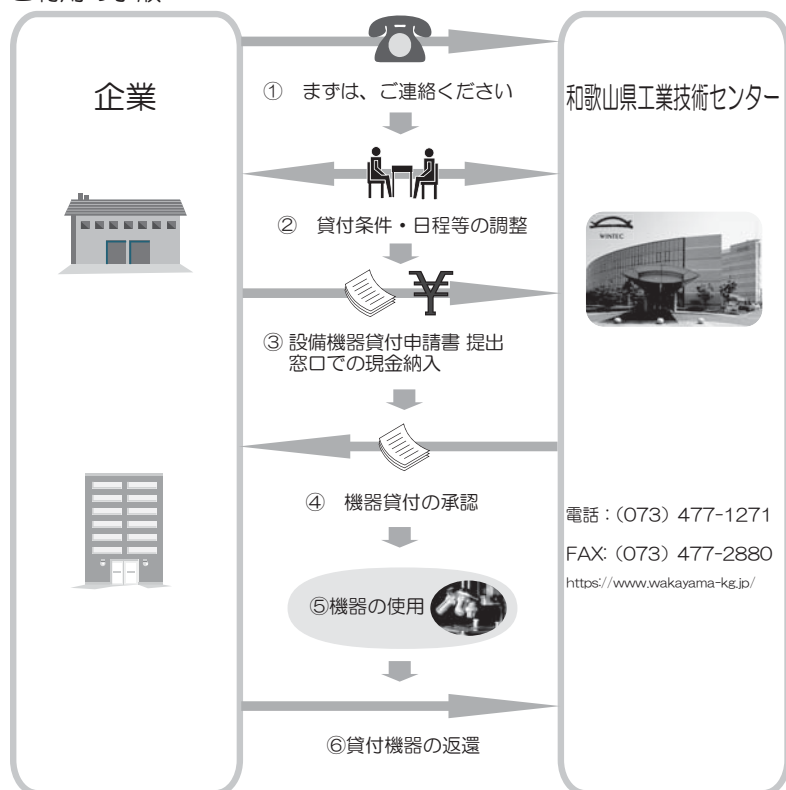 企業
① まずは、ご連絡ください
和歌山県工業技術センター
② 貸付条件・日程等の調整
WINTEC
③ 設備機器貸付申請書 提出
窓口での現金納入
④ 機器貸付の承認
電話：(073) 477-1271
FAX: (073) 477-2880
https://www.wakayama-kg.jp/
⑤機器の使用
⑥貸付機器の返還